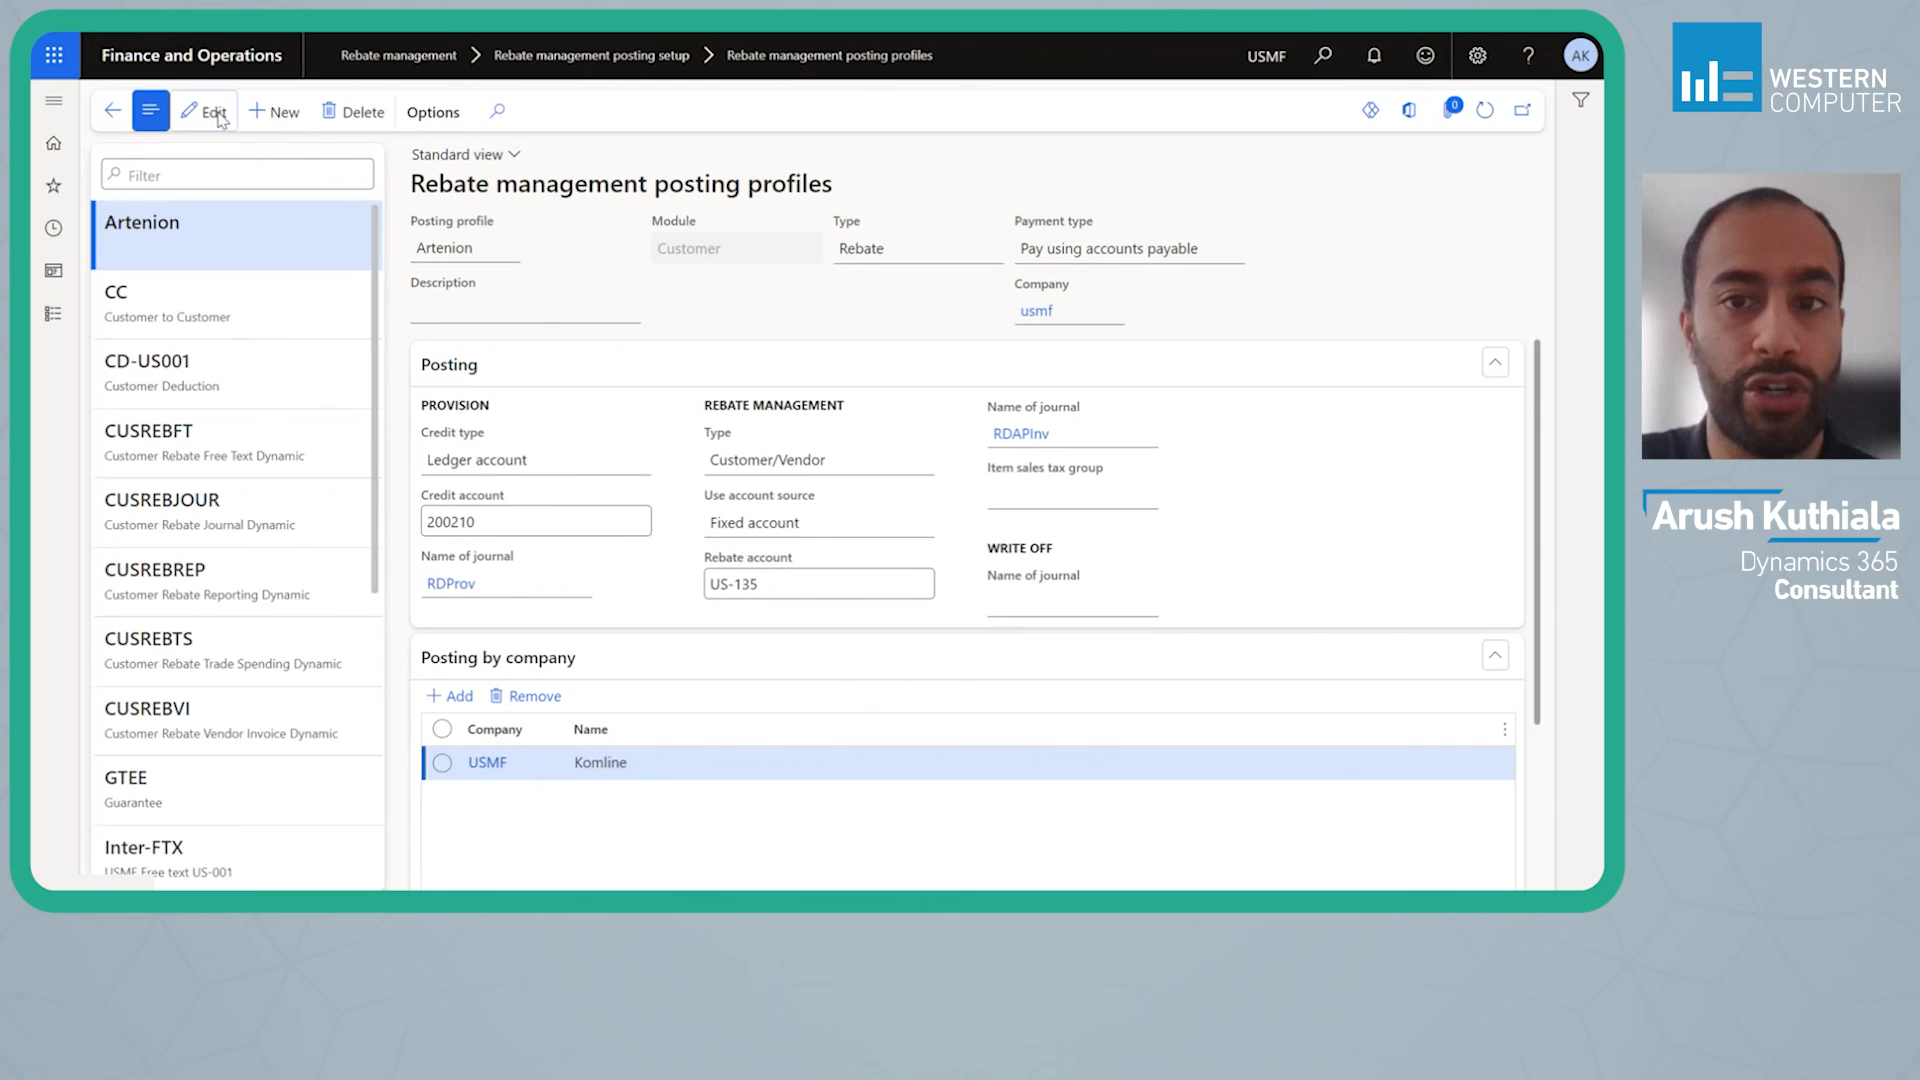 Finance and Operations
Rebate management
Rebate management posting setup
Rebate management posting profiles
USMF
AK
Edit
New
Delete
Options
0
Filter
Artenion
CC
Customer to Customer
CD-US001
Customer Deduction
CUSREBFT
Customer Rebate Free Text Dynamic
CUSREBJOUR
Customer Rebate Journal Dynamic
CUSREBREP
Customer Rebate Reporting Dynamic
CUSREBTS
Customer Rebate Trade Spending Dynamic
CUSREBVI
Customer Rebate Vendor Invoice Dynamic
GTEE
Guarantee
Inter-FTX
USMF Free text US-001
Standard view
Rebate management posting profiles
Posting profile
Artenion
Module
Customer
Type
Rebate
Payment type
Pay using accounts payable
Description
Company
usmf
Posting
PROVISION
Credit type
Ledger account
Credit account
200210
Name of journal
RDProv
REBATE MANAGEMENT
Type
Customer/Vendor
Use account source
Fixed account
Rebate account
US-135
Name of journal
RDAPInv
Item sales tax group
WRITE OFF
Name of journal
Posting by company
Add
Remove
Company
Name
USMF
Komline
WESTERN
COMPUTER
Arush Kuthiala
Dynamics 365
Consultant